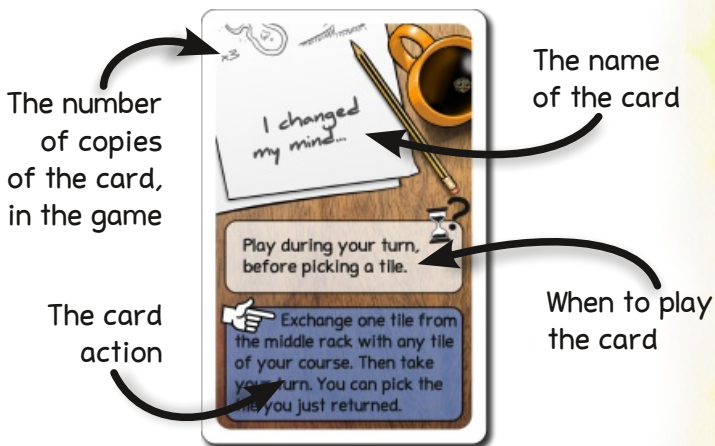 The number
of copies
of the card,
in the game
x3
I changed
my mind...
The name
of the card
?
Play during your turn,
before picking a tile.
When to play
the card
The card
action
Exchange one tile from
the middle rack with any tile
of your course. Then take
your turn. You can pick the
tile you just returned.